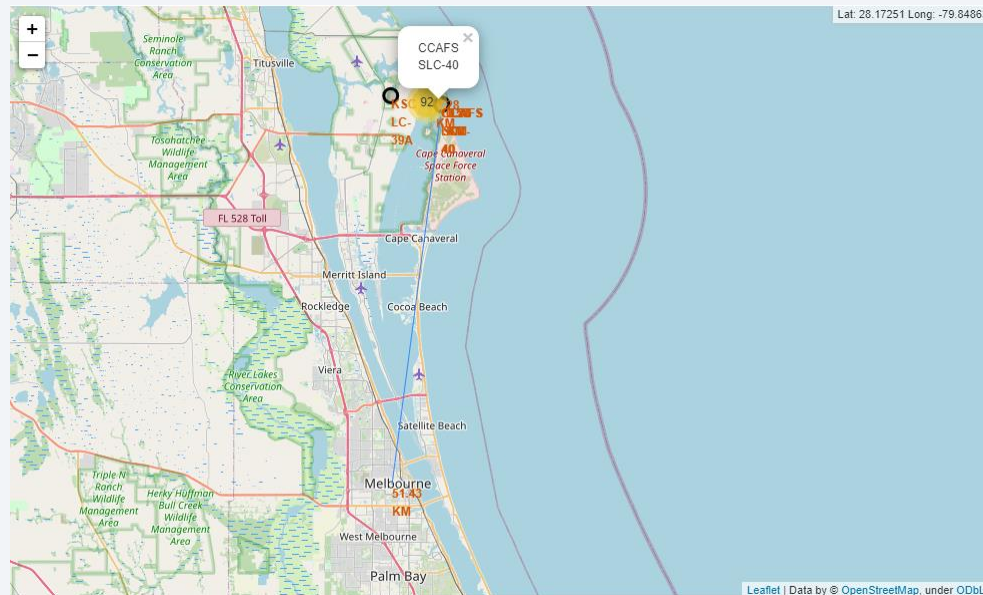 +
−
Lat: 28.17251 Long: -79.8486
Seminole
Ranch
Conservation
Area
Titusville
×
CCAFS
SLC-40
92
KSC
LC-
39A
28
KM
40
Tosohatchee
Wildlife
Management
Area
Cape Canaveral
Space Force
Station
FL 528 Toll
Cape Canaveral
Merritt Island
Rockledge
Cocoa Beach
Viera
River Lakes
Conservation
Area
Satellite Beach
Melbourne
51.43
KM
Triple N
Ranch
Wildlife
Management
Area
Herky Huffman
Bull Creek
Wildlife
Management
Area
West Melbourne
Palm Bay
Leaflet | Data by © OpenStreetMap, under ODbL